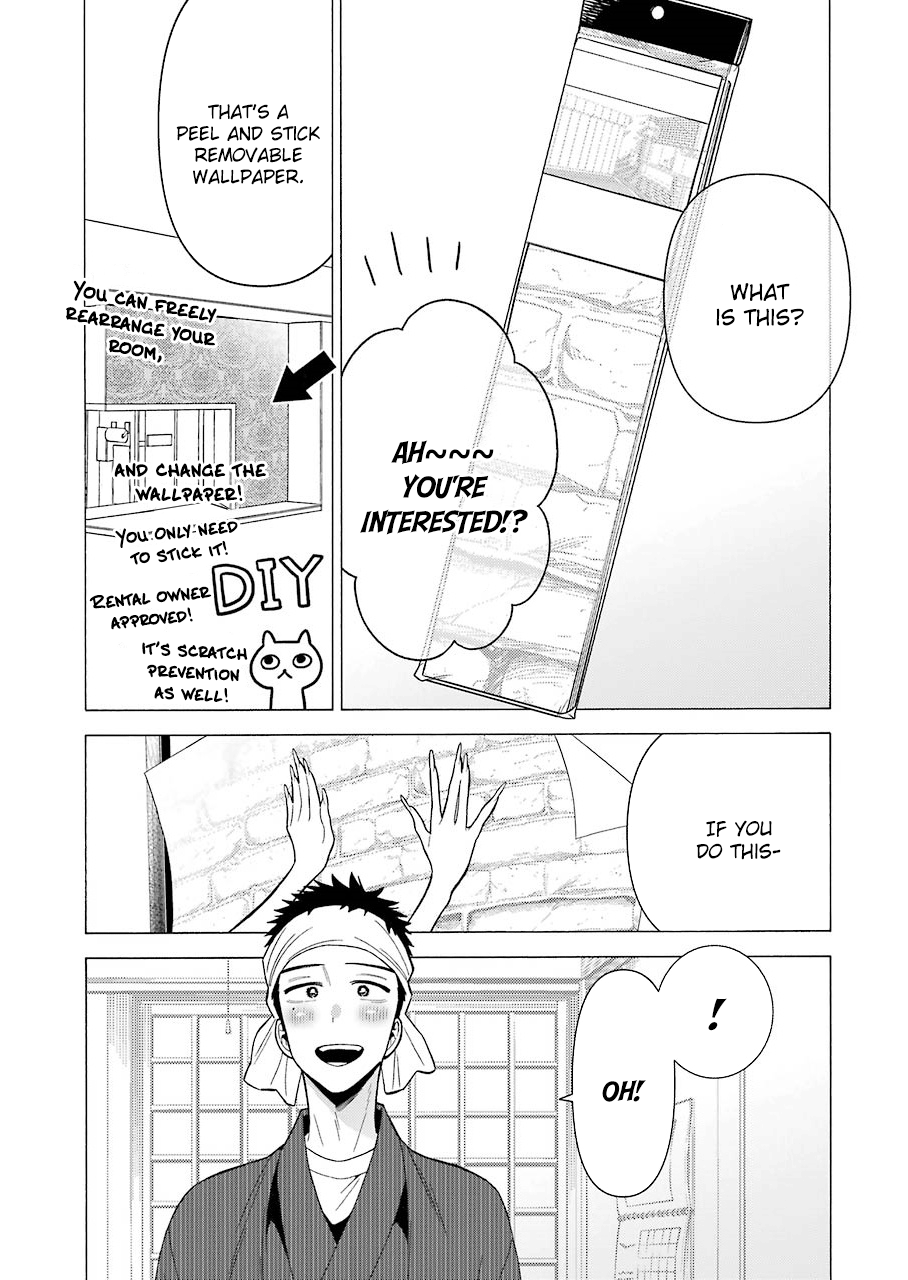 WHAT
IS THIS?
AH~~~
YOU'RE
INTERESTED!?
THAT'S A
PEEL AND STICK
REMOVABLE
WALLPAPER.
YOU CAN FREELY
REARRANGE YOUR
ROOM,
AND CHANGE THE
WALLPAPER!
YOU ONLY NEED
TO STICK IT!
RENTAL OWNER
APPROVED!
DIY
IT'S SCRATCH
PREVENTION
AS WELL!
IF YOU
DO THIS-
!
OH!